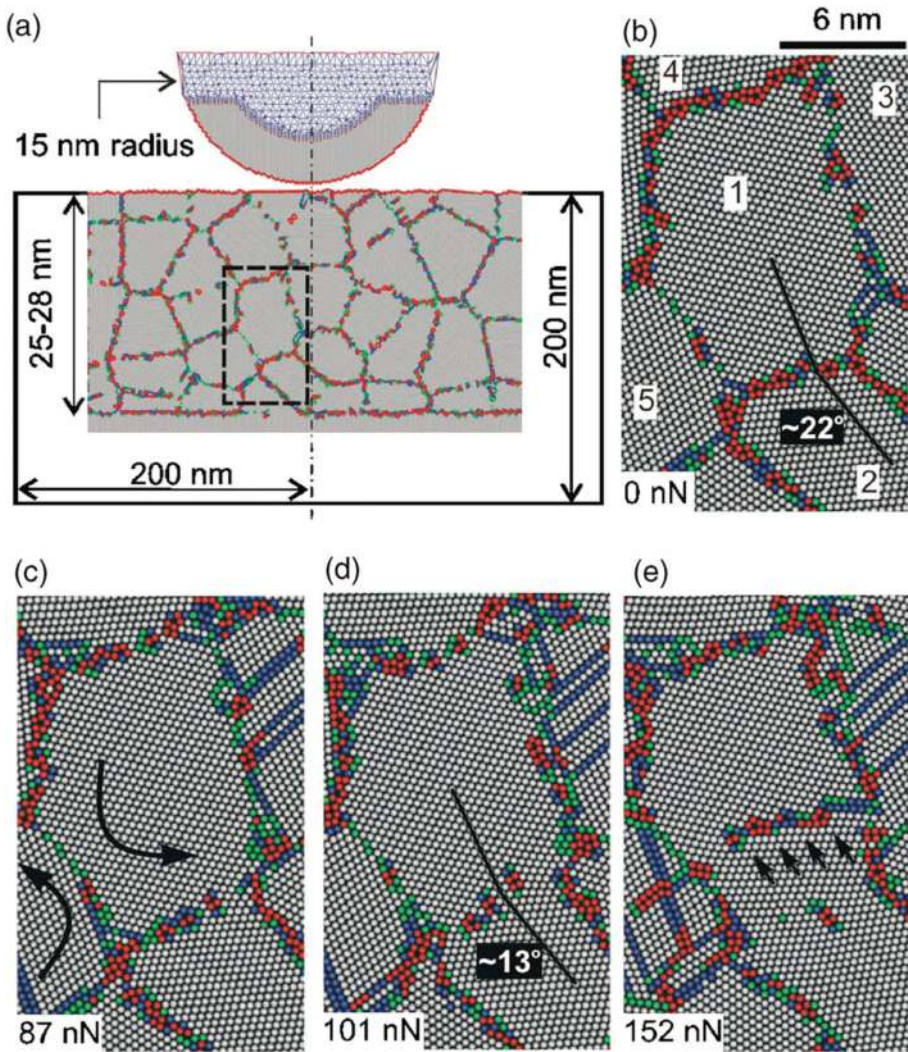 (a)
15 nm radius
25-28 nm
200 nm
200 nm
(b)
6 nm
4
3
1
5
~22°
2
0 nN
(c)
87 nN
(d)
~13°
101 nN
(e)
152 nN